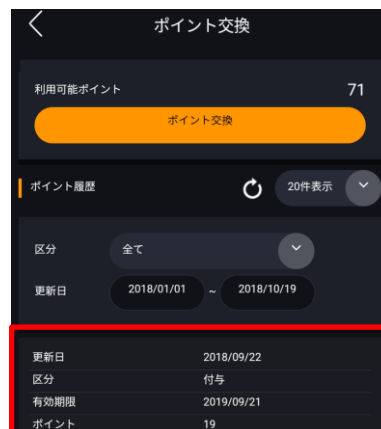 ポイント交換
利用可能ポイント 71
ポイント交換
ポイント履歴 20件表示
区分 全て
更新日 2018/01/01 ~ 2018/10/19
更新日 2018/09/22
区分 付与
有効期限 2019/09/21
ポイント 19